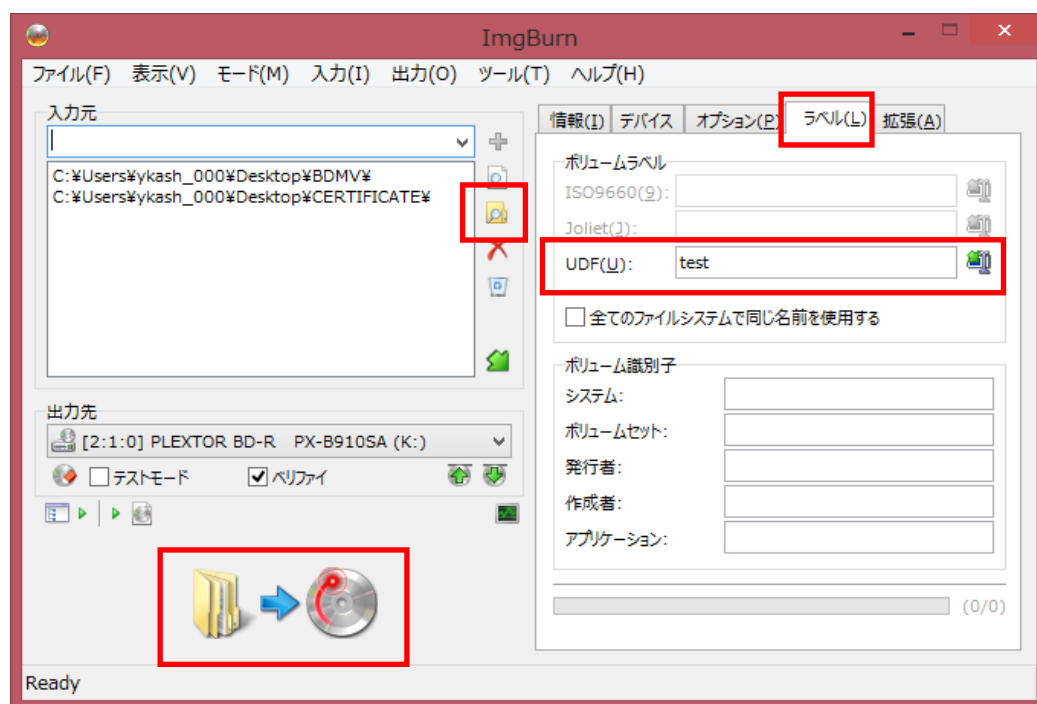 ImgBurn
ファイル(F) 表示(V) モード(M) 入力(I) 出力(O) ツール(T) ヘルプ(H)
入力元
C:¥Users¥ykash_000¥Desktop¥BDMV¥
C:¥Users¥ykash_000¥Desktop¥CERTIFICATE¥
出力先
[2:1:0] PLEXTOR BD-R PX-B910SA (K:)
テストモード ベリファイ
情報(I) デバイス オプション(P) ラベル(L) 拡張(A)
ボリュームラベル
ISO9660(9):
Joliet(J):
UDF(U): test
全てのファイルシステムで同じ名前を使用する
ボリューム識別子
システム:
ボリュームセット:
発行者:
作成者:
アプリケーション:
(0/0)
Ready